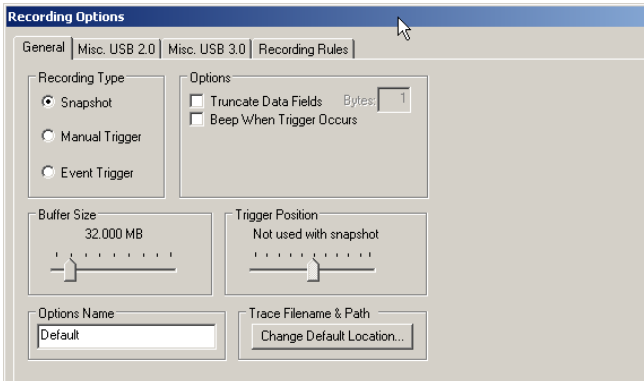 Recording Options
General Misc. USB 2.0 Misc. USB 3.0 Recording Rules
Recording Type
Snapshot
Manual Trigger
Event Trigger
Options
Truncate Data Fields Bytes: 1
Beep When Trigger Occurs
Buffer Size
32.000 MB
Trigger Position
Not used with snapshot
Options Name
Default
Trace Filename & Path
Change Default Location...